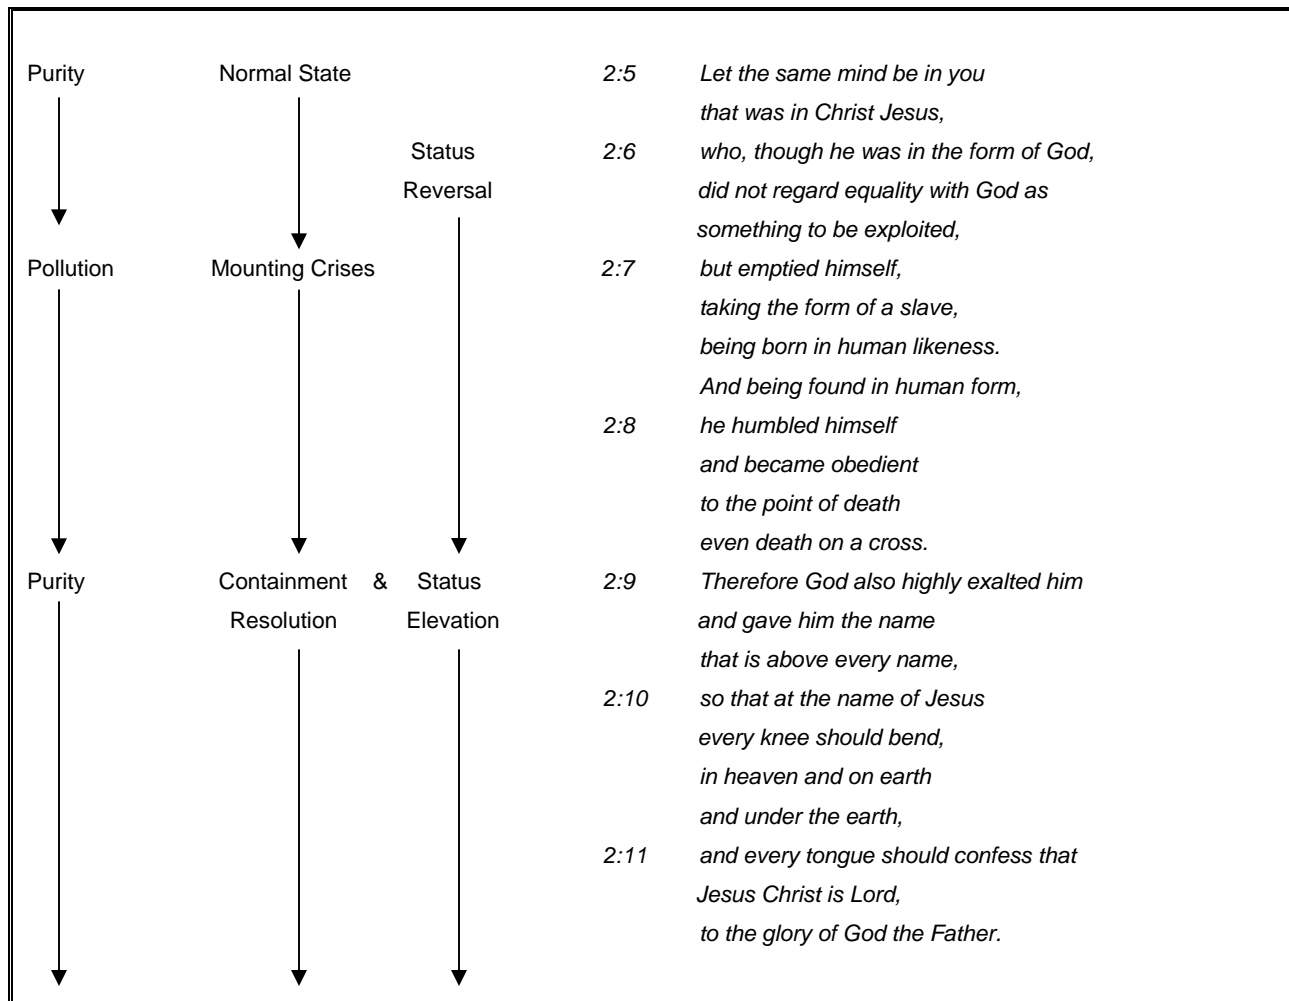 Purity Normal State 2:5 Let the same mind be in you
that was in Christ Jesus,
Status 2:6 who, though he was in the form of God,
Reversal did not regard equality with God as
something to be exploited,
Pollution Mounting Crises 2:7 but emptied himself,
taking the form of a slave,
being born in human likeness.
And being found in human form,
2:8 he humbled himself
and became obedient
to the point of death
even death on a cross.
Purity Containment & Status 2:9 Therefore God also highly exalted him
Resolution Elevation and gave him the name
that is above every name,
2:10 so that at the name of Jesus
every knee should bend,
in heaven and on earth
and under the earth,
2:11 and every tongue should confess that
Jesus Christ is Lord,
to the glory of God the Father.